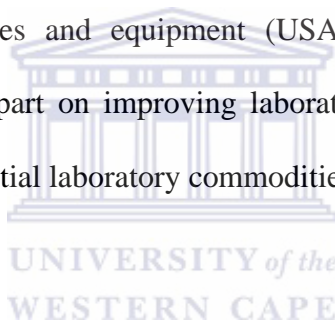 es and equipment (USA
part on improving laborat
tial laboratory commoditie
UNIVERSITY of the
WESTERN CAPE